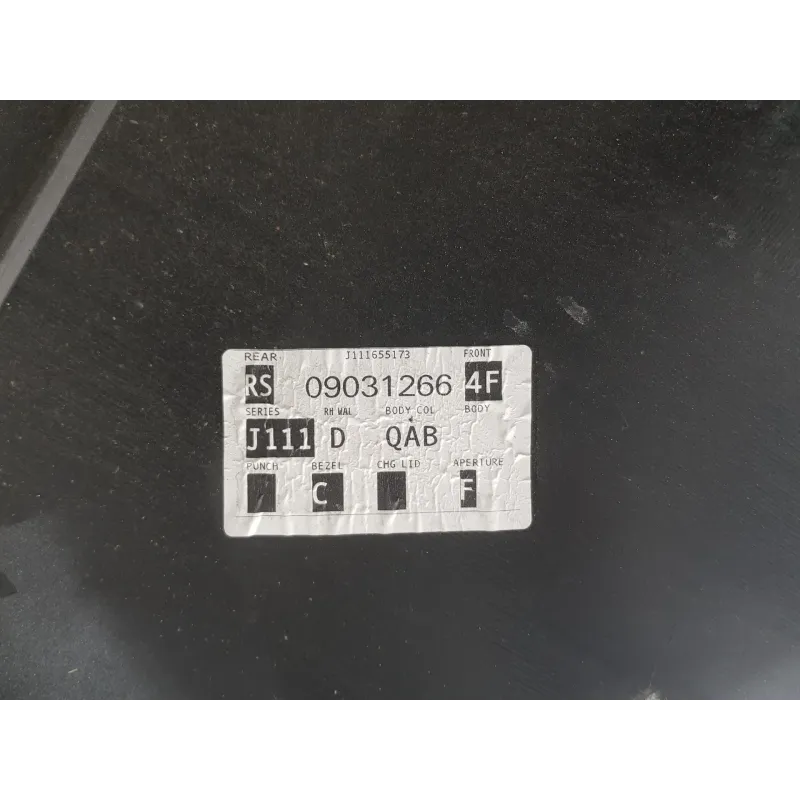 REAR J111655173 FRONT
RS 09031266 4F
SERIES RH WAL BODY COL BODY
J111 D QAB
PUNCH BEZEL CHG LID APERTURE
C F